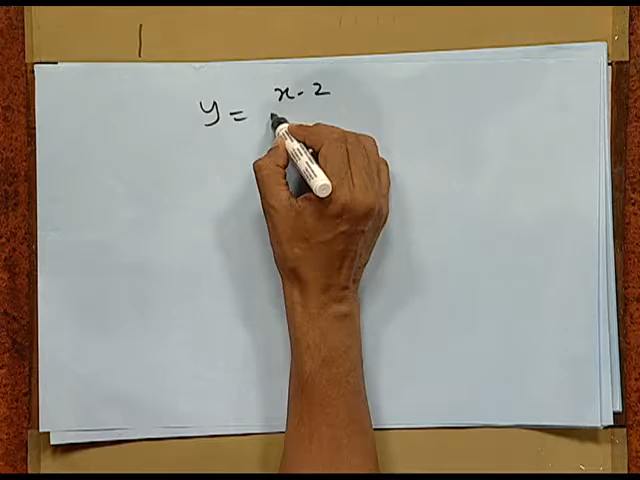 y = x - 2